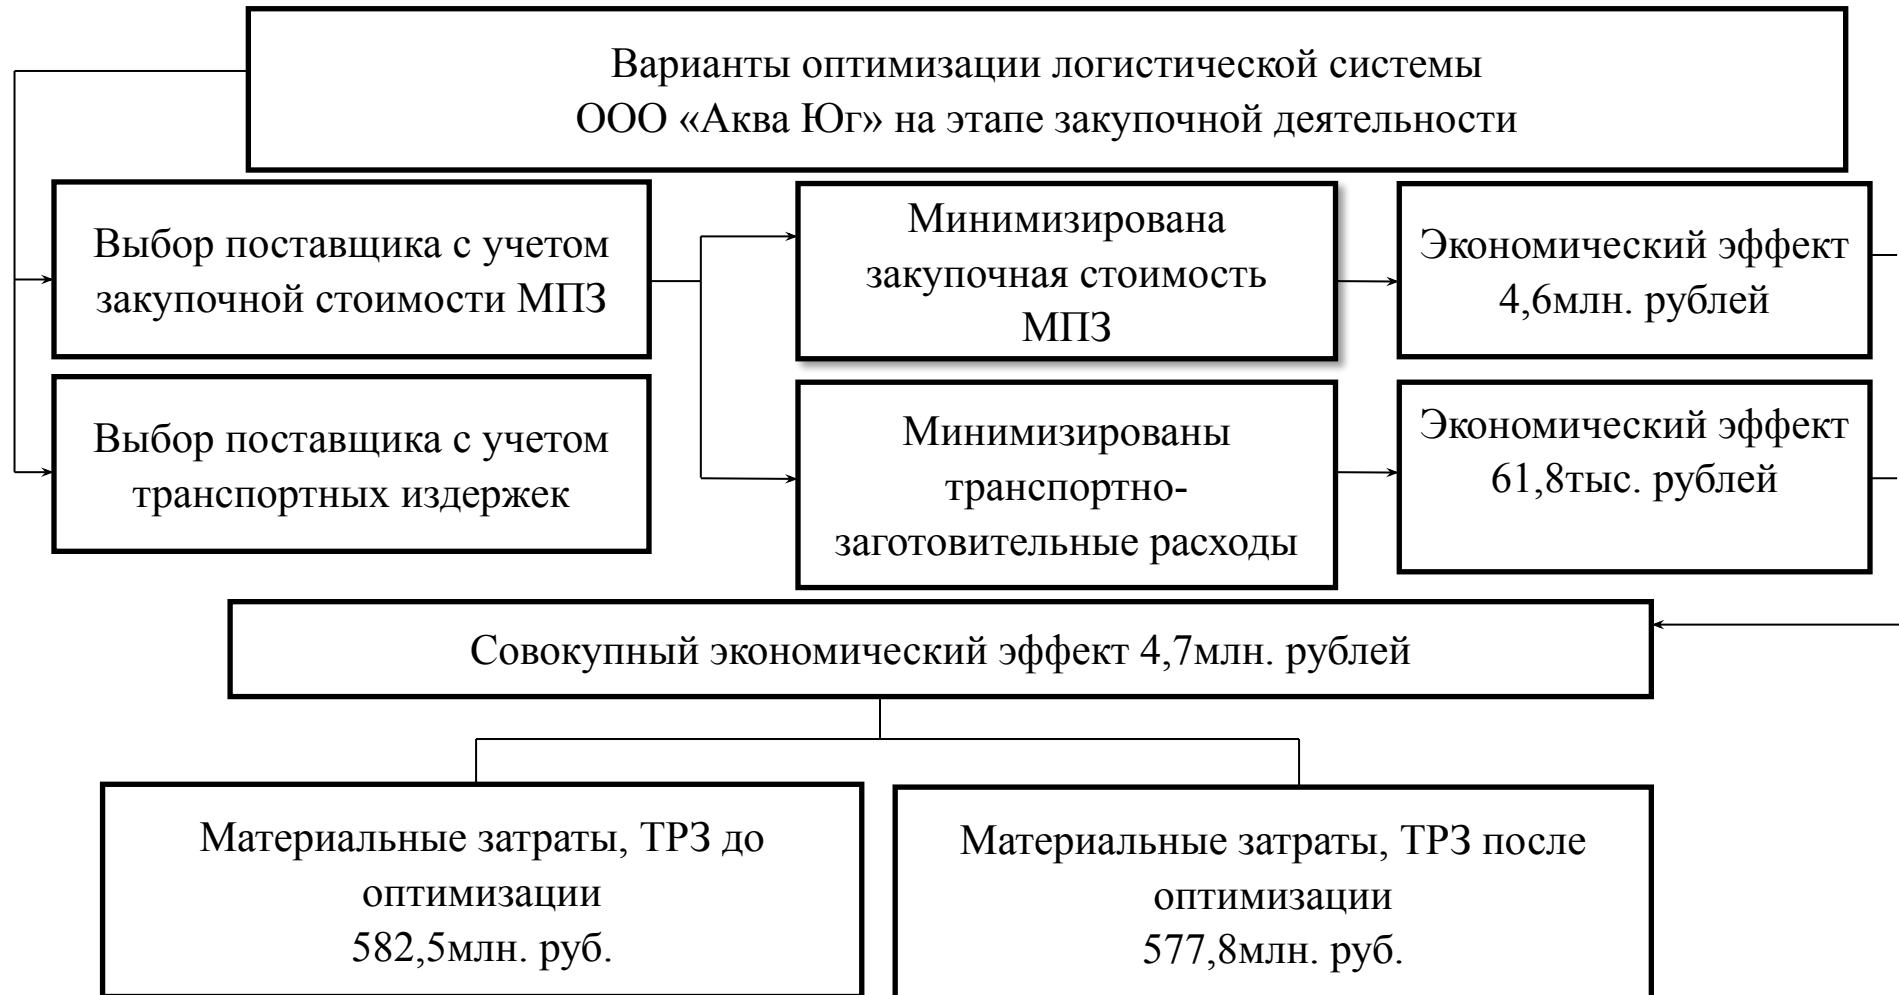 Варианты оптимизации логистической системы
ООО «Аква Юг» на этапе закупочной деятельности
Выбор поставщика с учетом
закупочной стоимости МПЗ
Минимизирована
закупочная стоимость
МПЗ
Экономический эффект
4,6млн. рублей
Выбор поставщика с учетом
транспортных издержек
Минимизированы
транспортно-
заготовительные расходы
Экономический эффект
61,8тыс. рублей
Совокупный экономический эффект 4,7млн. рублей
Материальные затраты, ТРЗ до
оптимизации
582,5млн. руб.
Материальные затраты, ТРЗ после
оптимизации
577,8млн. руб.